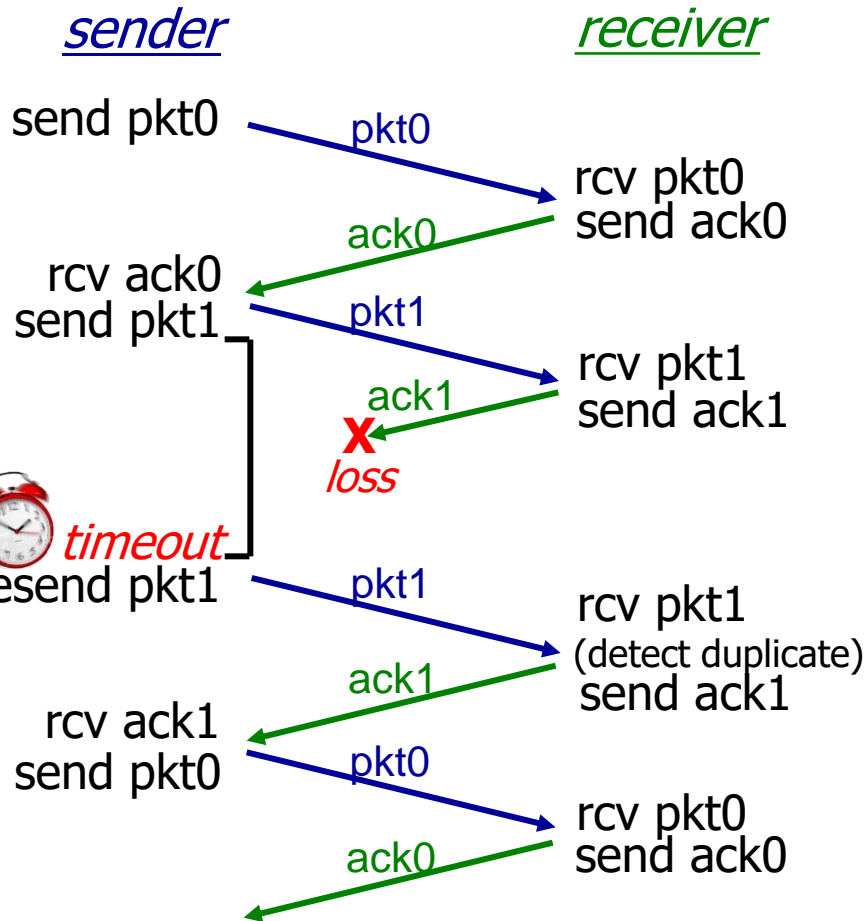 sender
receiver
send pkt0
pkt0
rcv pkt0
send ack0
ack0
rcv ack0
send pkt1
pkt1
rcv pkt1
send ack1
ack1
X
loss
timeout
esend pkt1
pkt1
rcv pkt1
(detect duplicate)
send ack1
ack1
rcv ack1
send pkt0
pkt0
rcv pkt0
send ack0
ack0